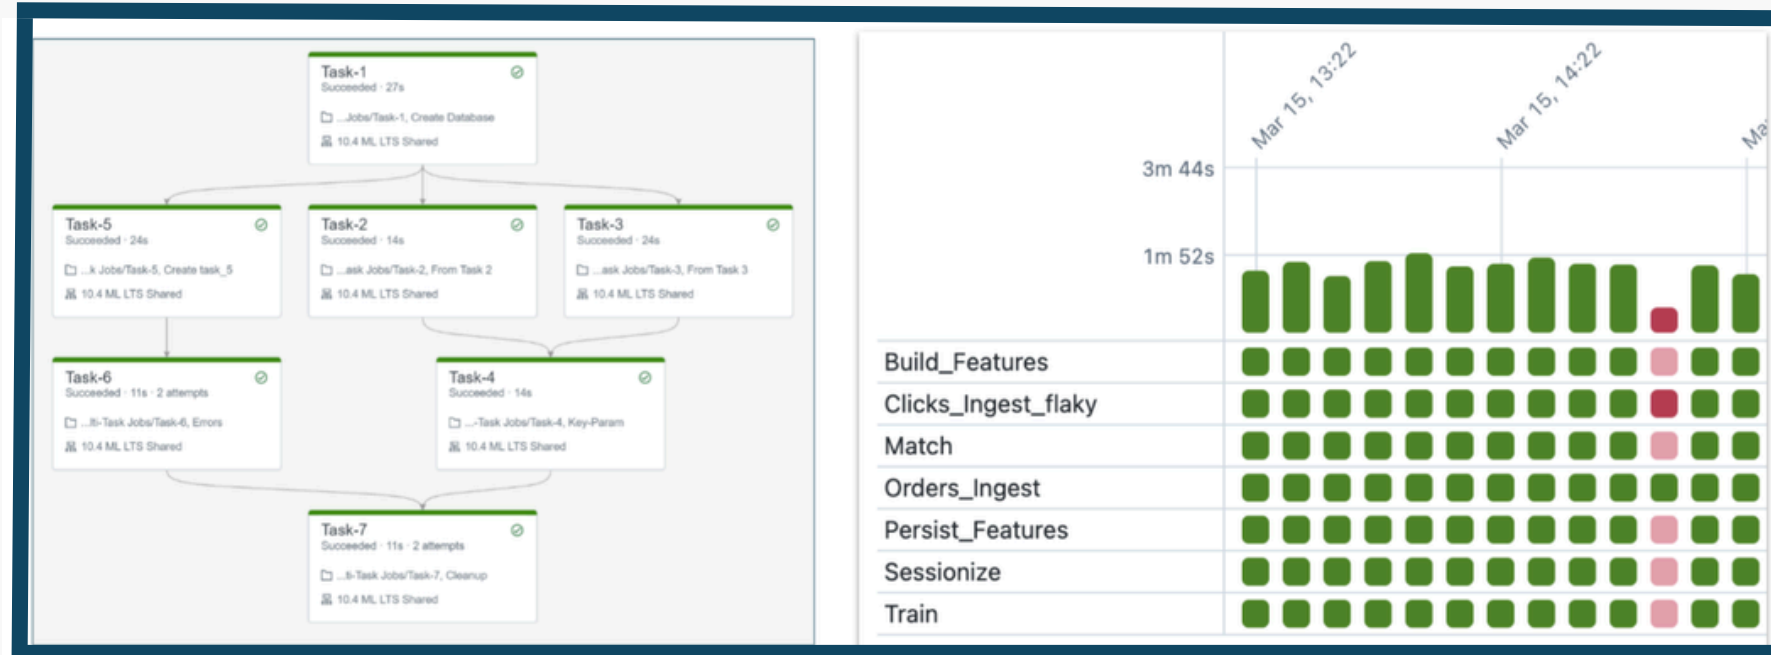 Task-1
Succeeded · 27s
...Jobs/Task-1, Create Database
10.4 ML LTS Shared
Task-5
Succeeded · 24s
...k Jobs/Task-5, Create task_5
10.4 ML LTS Shared
Task-2
Succeeded · 14s
...ask Jobs/Task-2, From Task 2
10.4 ML LTS Shared
Task-3
Succeeded · 24s
...ask Jobs/Task-3, From Task 3
10.4 ML LTS Shared
Task-6
Succeeded · 11s · 2 attempts
...lti-Task Jobs/Task-6, Errors
10.4 ML LTS Shared
Task-4
Succeeded · 14s
...-Task Jobs/Task-4, Key-Param
10.4 ML LTS Shared
Task-7
Succeeded · 11s · 2 attempts
...ti-Task Jobs/Task-7, Cleanup
10.4 ML LTS Shared
Mar 15, 13:22
Mar 15, 14:22
Ma
3m 44s
1m 52s
Build_Features
Clicks_Ingest_flaky
Match
Orders_Ingest
Persist_Features
Sessionize
Train